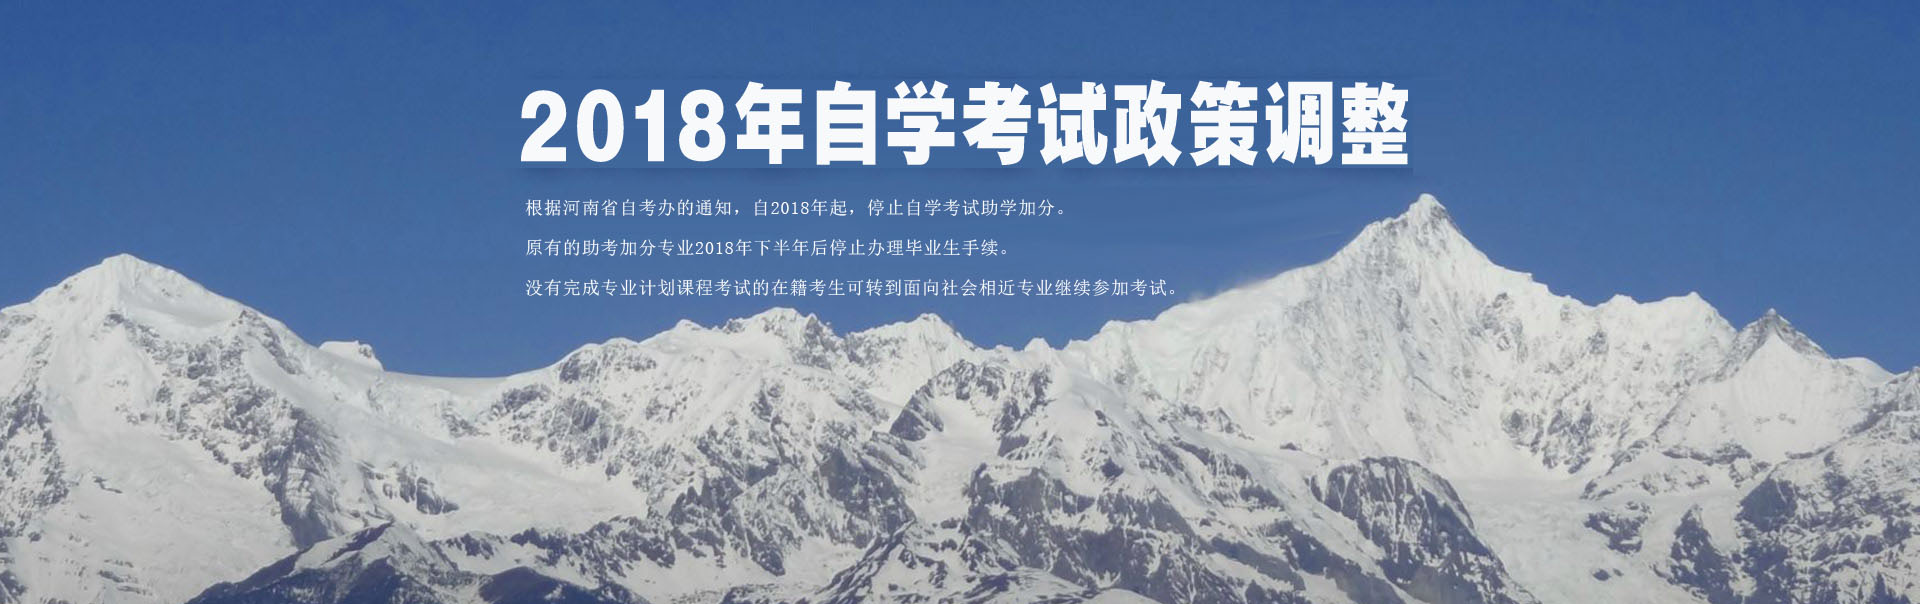 2018年自学考试政策调整
根据河南省自考办的通知，自2018年起，停止自学考试助学加分。
原有的助考加分专业2018年下半年后停止办理毕业生手续。
没有完成专业计划课程考试的在籍考生可转到面向社会相近专业继续参加考试。